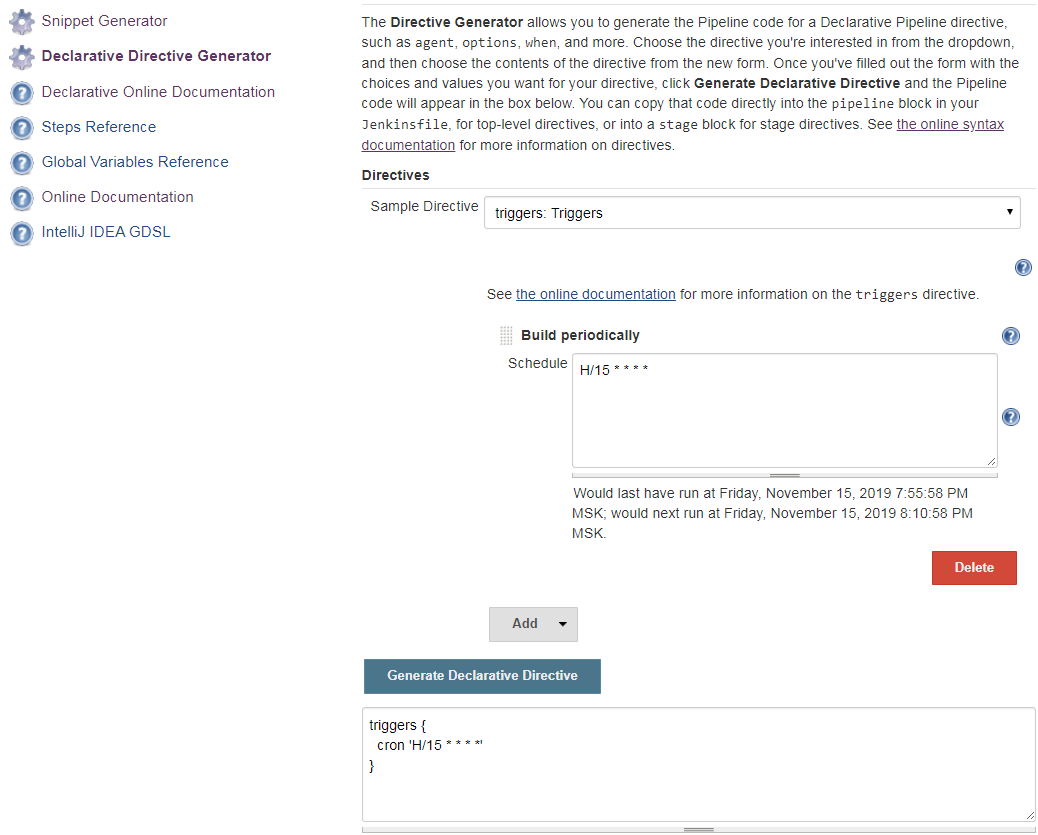 Snippet Generator
Declarative Directive Generator
Declarative Online Documentation
Steps Reference
Global Variables Reference
Online Documentation
IntelliJ IDEA GDSL
The Directive Generator allows you to generate the Pipeline code for a Declarative Pipeline directive,
such as agent, options, when, and more. Choose the directive you're interested in from the dropdown,
and then choose the contents of the directive from the new form. Once you've filled out the form with the
choices and values you want for your directive, click Generate Declarative Directive and the Pipeline
code will appear in the box below. You can copy that code directly into the pipeline block in your
Jenkinsfile, for top-level directives, or into a stage block for stage directives. See the online syntax
documentation for more information on directives.
Directives
Sample Directive
triggers: Triggers
See the online documentation for more information on the triggers directive.
Build periodically
Schedule
H/15 * * * *
Would last have run at Friday, November 15, 2019 7:55:58 PM
MSK; would next run at Friday, November 15, 2019 8:10:58 PM
MSK.
Delete
Add
Generate Declarative Directive
triggers {
  cron 'H/15 * * * *'
}